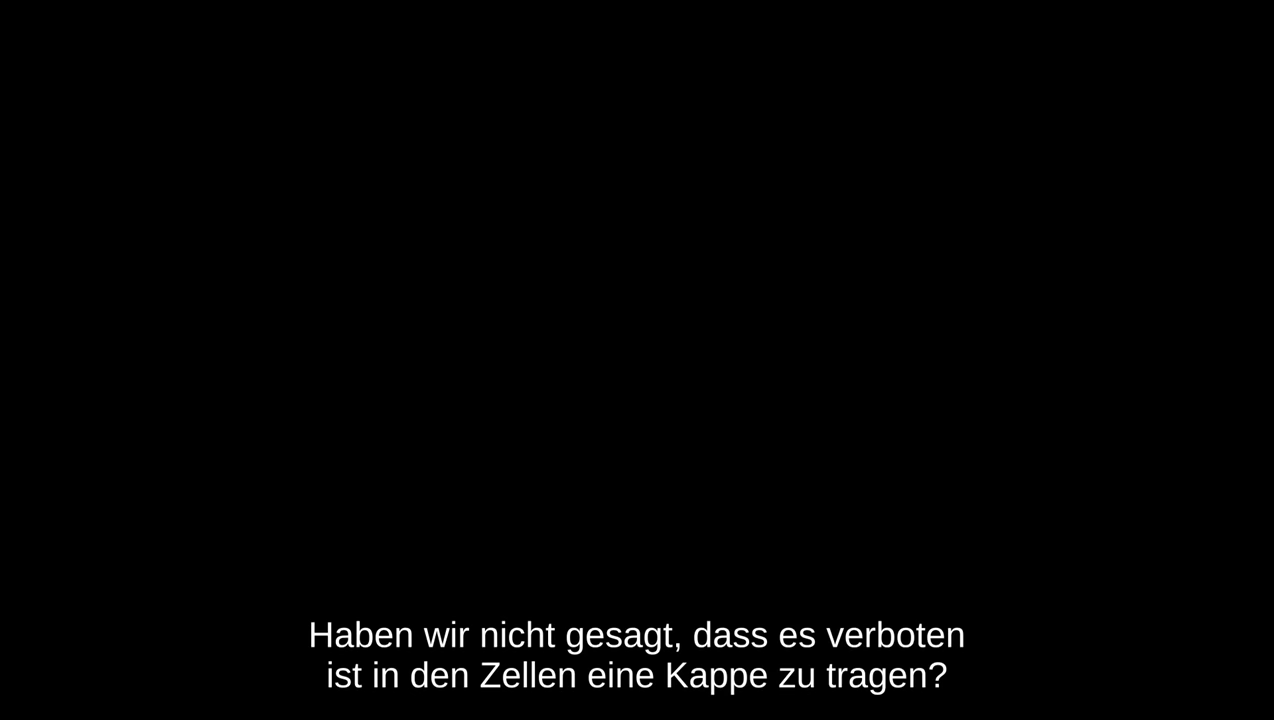 Haben wir nicht gesagt, dass es verboten
ist in den Zellen eine Kappe zu tragen?